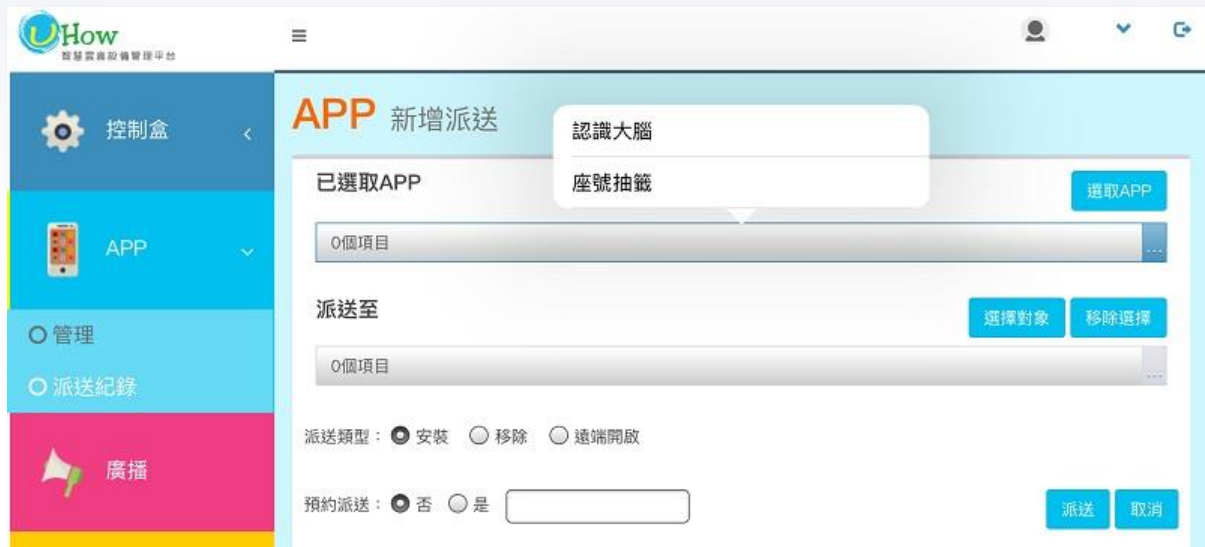 UHow
智慧雲音設備管理平台
控制盒
APP
管理
派送紀錄
廣播
APP 新增派送
認識大腦
座號抽籤
已選取APP
選取APP
0個項目
...
派送至
選擇對象
移除選擇
0個項目
...
派送類型： 安裝 移除 遠端開啟
預約派送： 否 是
派送
取消